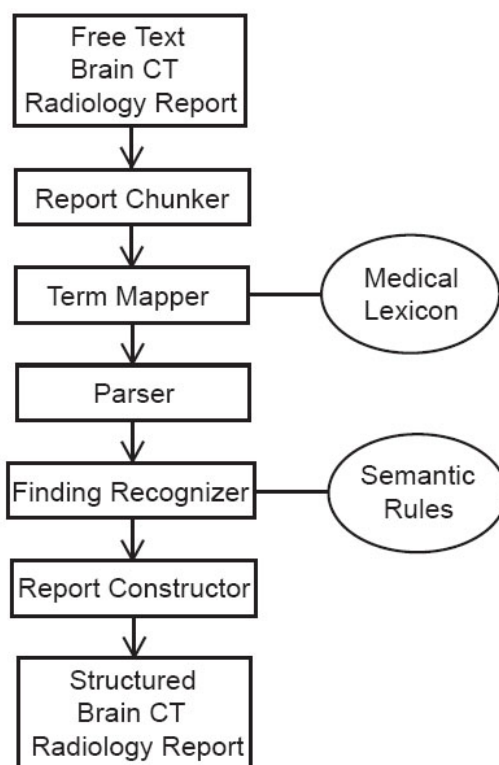 Free Text
Brain CT
Radiology Report
Report Chunker
Term Mapper
Medical
Lexicon
Parser
Finding Recognizer
Semantic
Rules
Report Constructor
Structured
Brain CT
Radiology Report